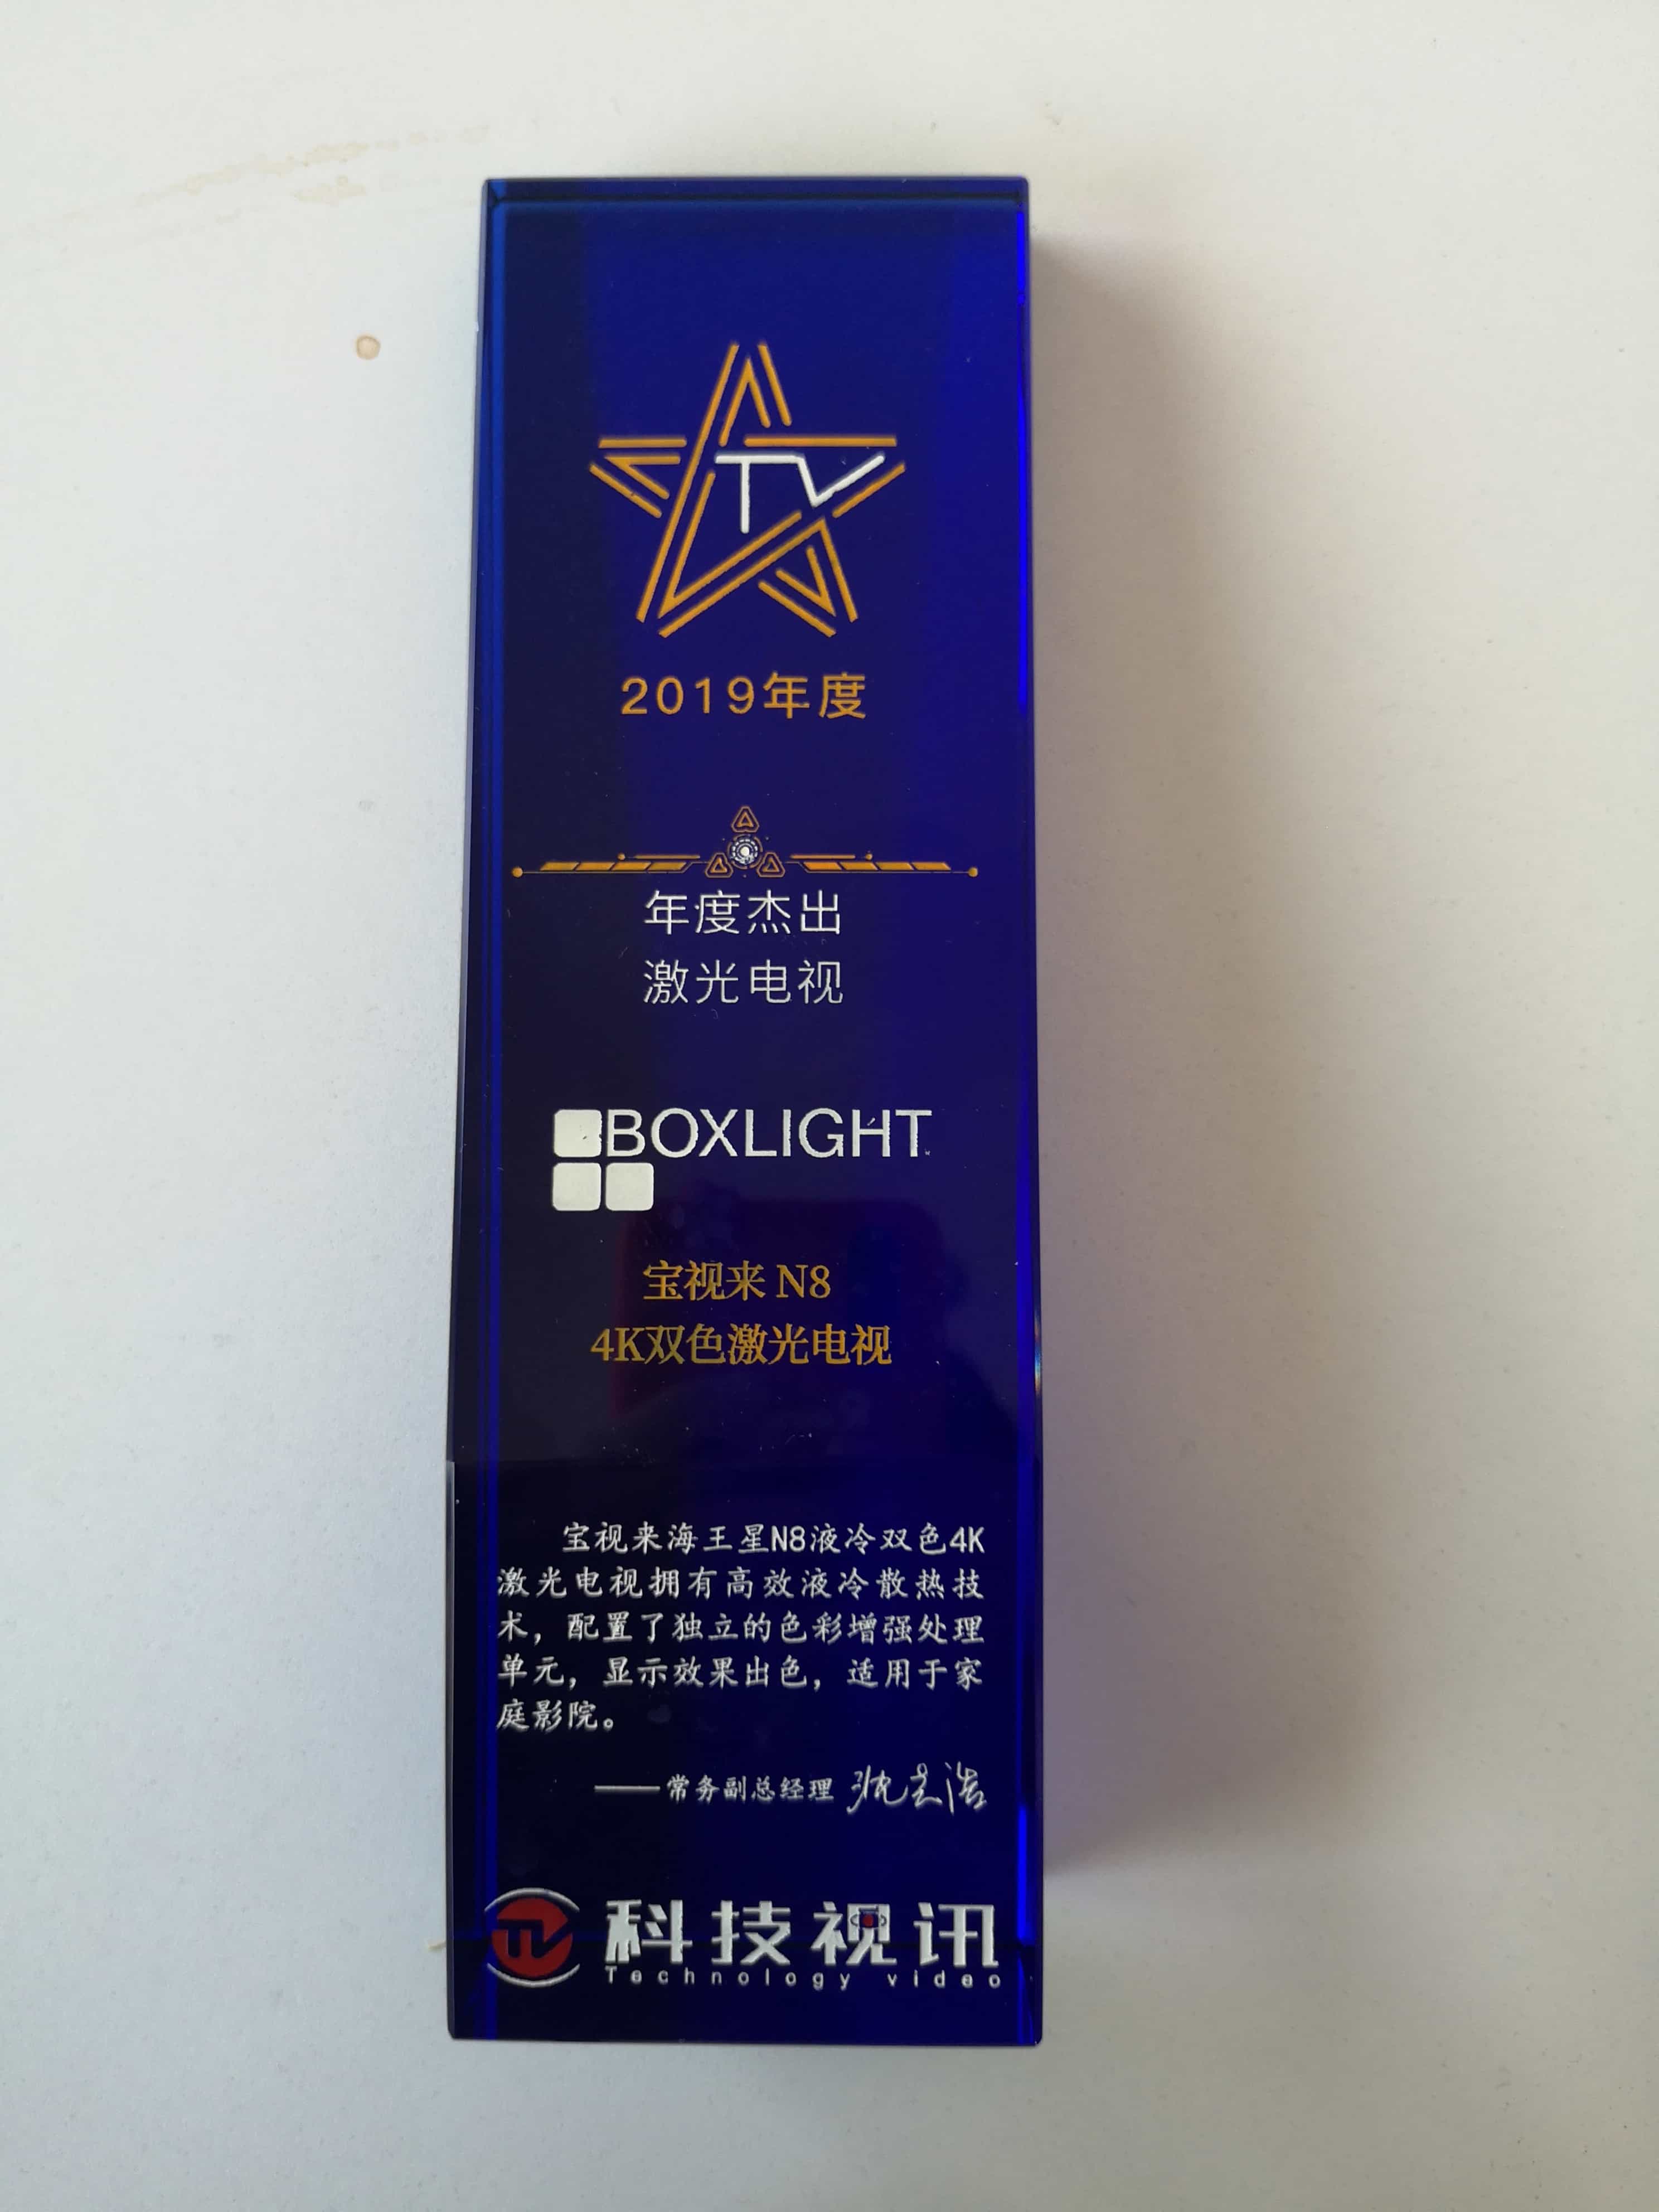 TV
2019年度
年度杰出
激光电视
BOXLIGHT
宝视来 N8
4K双色激光电视
宝视来海王星N8液冷双色4K
激光电视拥有高效液冷散热技
术，配置了独立的色彩增强处理
单元，显示效果出色，适用于家
庭影院。
——常务副总经理
TV 科技视讯
Technology video